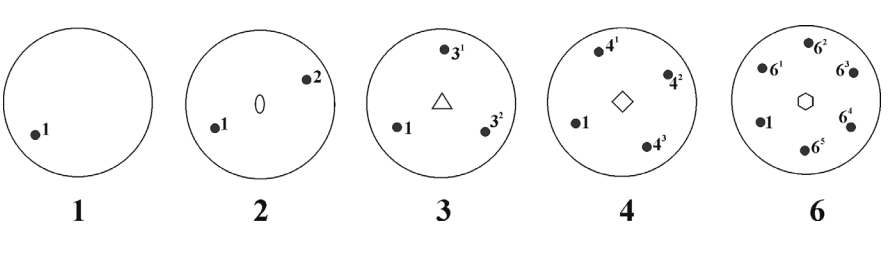 1
1 2
1 3¹ 3²
1 4¹ 4² 4³
1 6¹ 6² 6³ 6⁴ 6⁵
1 2 3 4 6